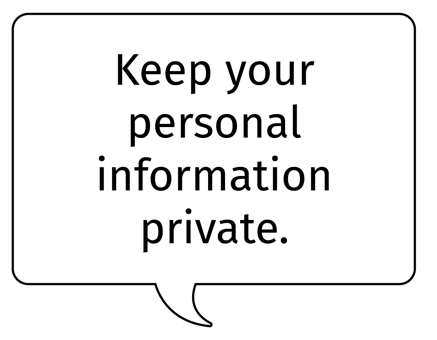 Keep your
personal
information
private.